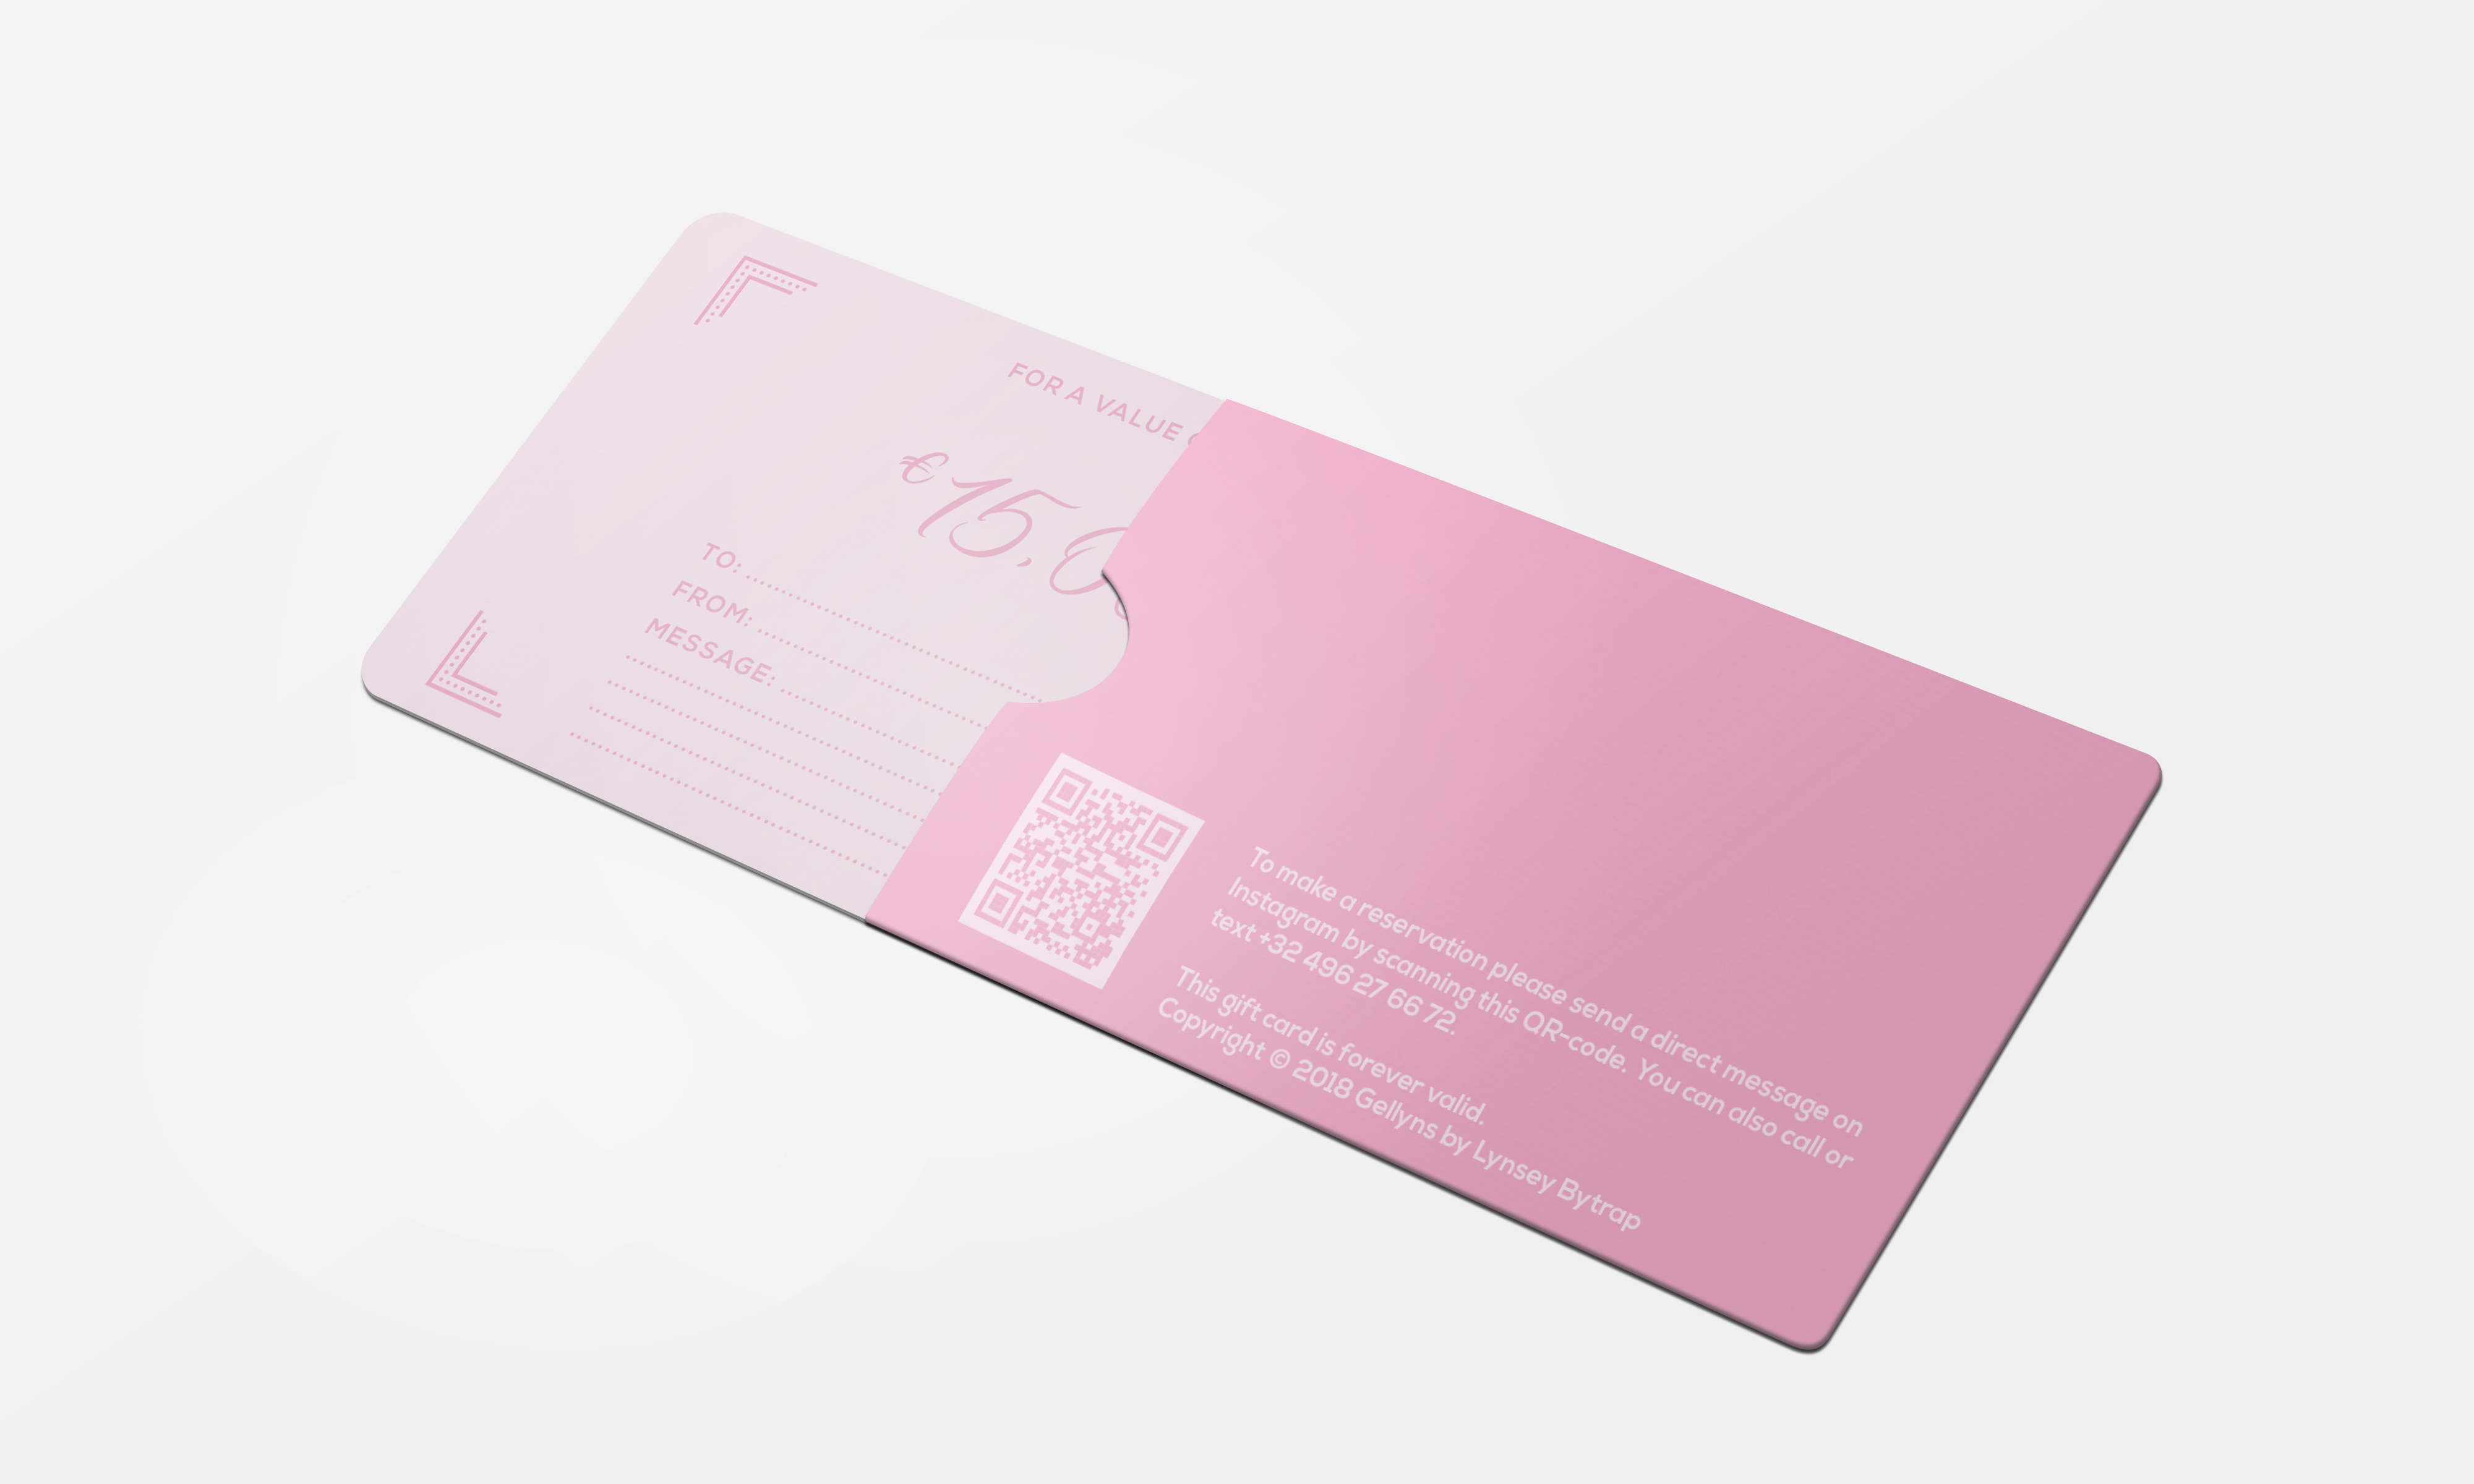 FOR A VALUE
€15,0
TO:
FROM:
MESSAGE:
To make a reservation please send a direct message on
Instagram by scanning this QR-code. You can also call or
text +32 496 27 66 72.
This gift card is forever valid.
Copyright © 2018 Gellyns by Lynsey Bytrap